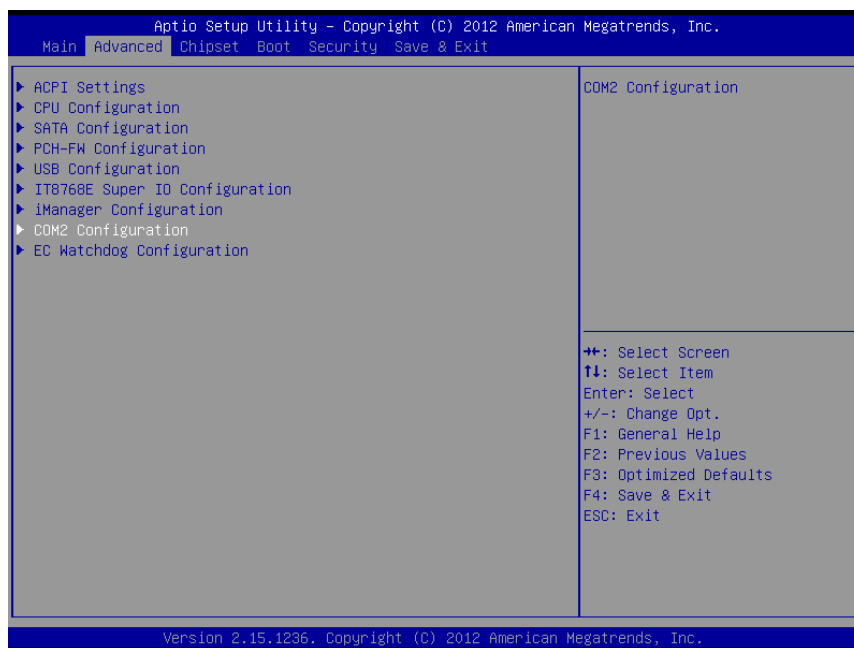 Aptio Setup Utility – Copyright (C) 2012 American Megatrends, Inc.
Main Advanced Chipset Boot Security Save & Exit
ACPI Settings
CPU Configuration
SATA Configuration
PCH-FW Configuration
USB Configuration
IT8768E Super IO Configuration
iManager Configuration
COM2 Configuration
EC Watchdog Configuration
COM2 Configuration
→←: Select Screen
↑↓: Select Item
Enter: Select
+/-: Change Opt.
F1: General Help
F2: Previous Values
F3: Optimized Defaults
F4: Save & Exit
ESC: Exit
Version 2.15.1236. Copyright (C) 2012 American Megatrends, Inc.